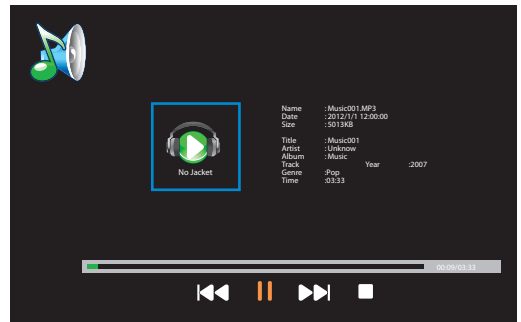 Name : Music001.MP3
Date : 2012/1/1 12:00:00
Size : 5013KB
Title : Music001
Artist : Unknow
Album : Music
Track Year :2007
Genre :Pop
Time :03:33
No Jacket
00:09/03:33